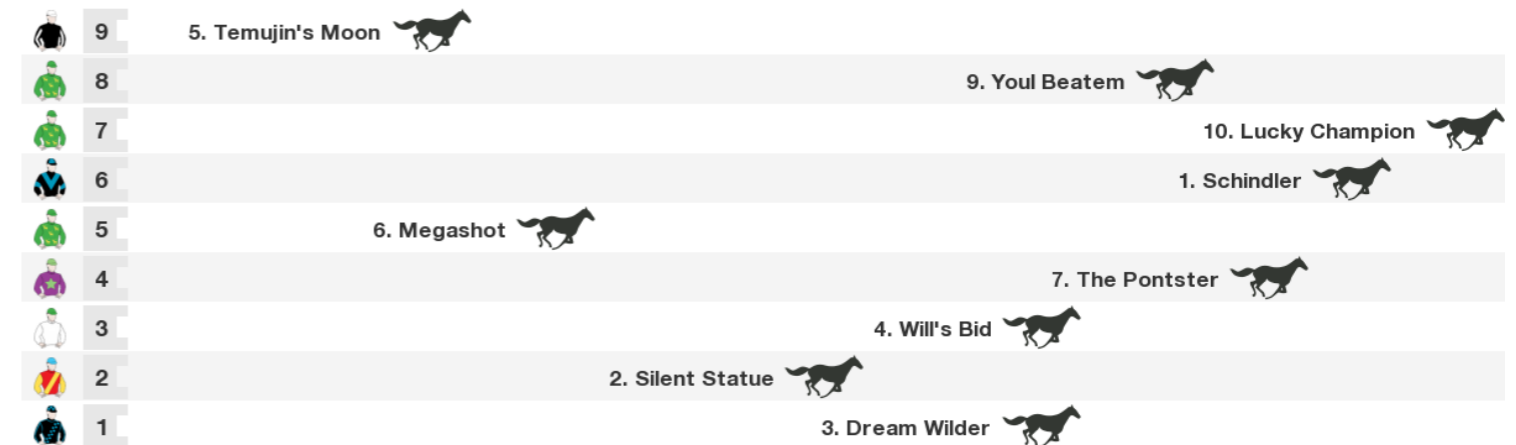 9 5. Temujin's Moon
8 9. Youl Beatem
7 10. Lucky Champion
6 1. Schindler
5 6. Megashot
4 7. The Pontster
3 4. Will's Bid
2 2. Silent Statue
1 3. Dream Wilder